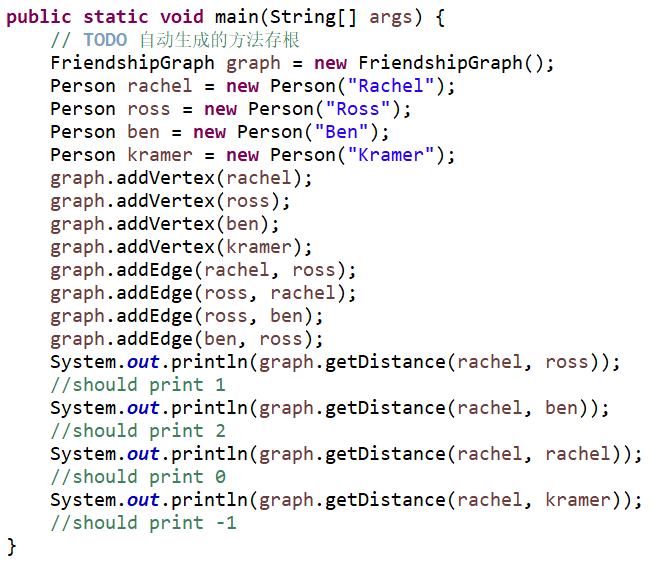 public static void main(String[] args) {
    // TODO 自动生成的方法存根
    FriendshipGraph graph = new FriendshipGraph();
    Person rachel = new Person("Rachel");
    Person ross = new Person("Ross");
    Person ben = new Person("Ben");
    Person kramer = new Person("Kramer");
    graph.addVertex(rachel);
    graph.addVertex(ross);
    graph.addVertex(ben);
    graph.addVertex(kramer);
    graph.addEdge(rachel, ross);
    graph.addEdge(ross, rachel);
    graph.addEdge(ross, ben);
    graph.addEdge(ben, ross);
    System.out.println(graph.getDistance(rachel, ross));
    //should print 1
    System.out.println(graph.getDistance(rachel, ben));
    //should print 2
    System.out.println(graph.getDistance(rachel, rachel));
    //should print 0
    System.out.println(graph.getDistance(rachel, kramer));
    //should print -1
}